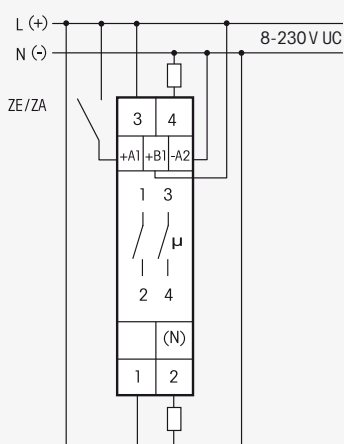 L (+)
N (-)
8-230 V UC
ZE/ZA
3 4
+A1 +B1 -A2
1 3
µ
2 4
(N)
1 2